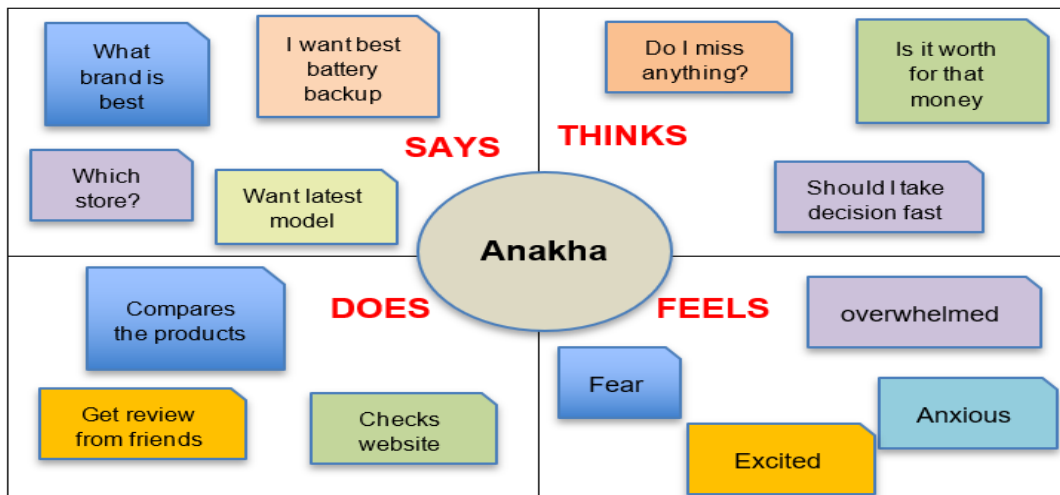 What
brand is
best
I want best
battery
backup
SAYS
Which
store?
Want latest
model
Do I miss
anything?
Is it worth
for that
money
THINKS
Should I take
decision fast
Anakha
Compares
the products
DOES
Get review
from friends
Checks
website
FEELS
overwhelmed
Fear
Anxious
Excited